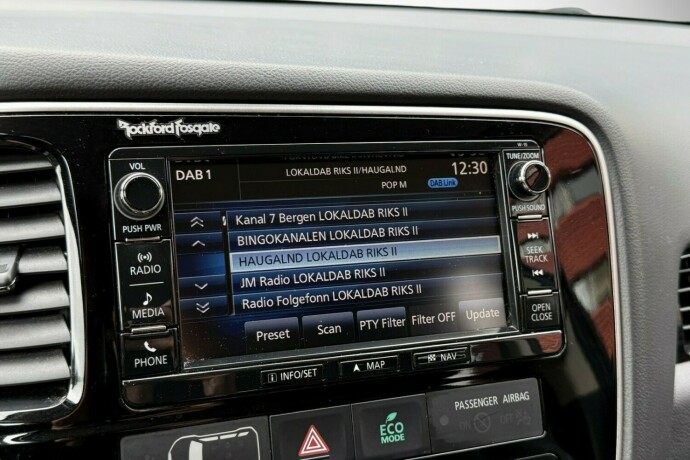 Rockford Fosgate
VOL
PUSH PWR
RADIO
MEDIA
PHONE
DAB 1
LOKALDAB RIKS II/HAUGALND
12:30
POP M
DAB Link
Kanal 7 Bergen LOKALDAB RIKS II
BINGOKANALEN LOKALDAB RIKS II
HAUGALND LOKALDAB RIKS II
JM Radio LOKALDAB RIKS II
Radio Folgefonn LOKALDAB RIKS II
Preset
Scan
PTY Filter
Filter OFF
Update
TUNE/ZOOM
PUSH SOUND
SEEK
TRACK
OPEN
CLOSE
INFO/SET
MAP
NAV
ECO
MODE
PASSENGER AIRBAG